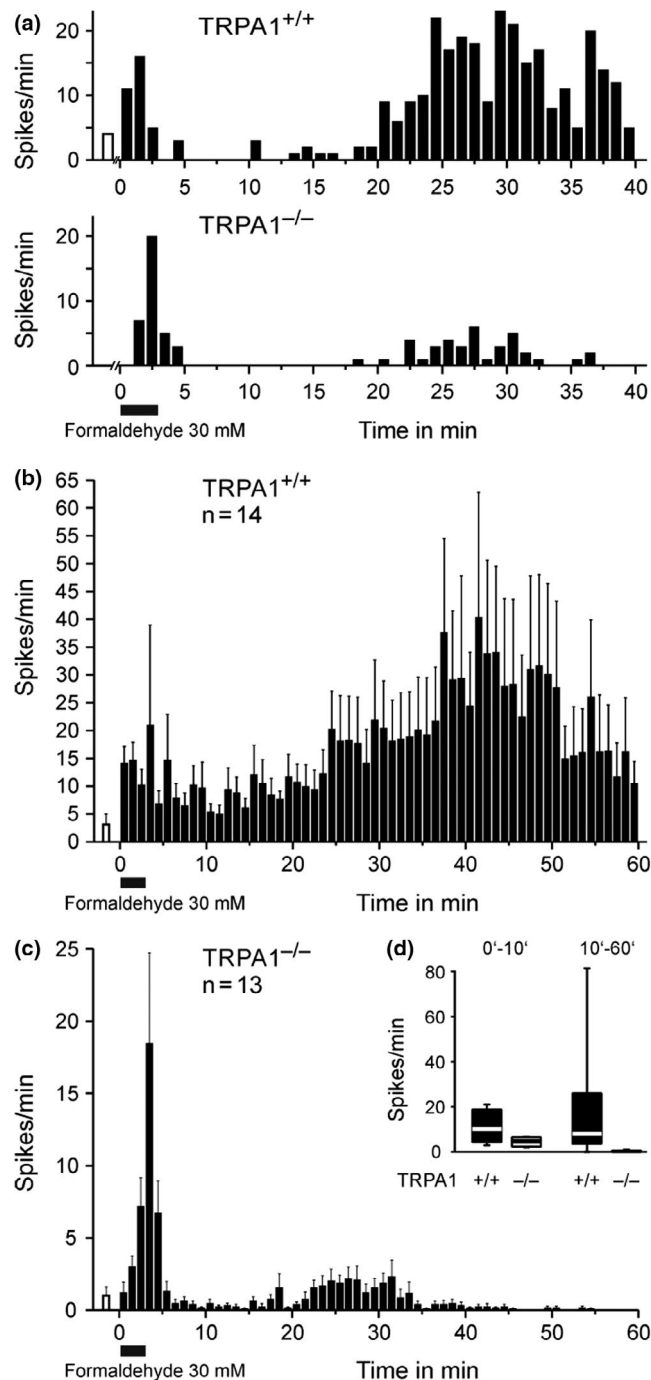 (a)
TRPA1+/+
Spikes/min
20
10
0
0 5 10 15 20 25 30 35 40
TRPA1–/–
Spikes/min
20
10
0
0 5 10 15 20 25 30 35 40
Formaldehyde 30 mM
Time in min
(b)
TRPA1+/+
n = 14
Spikes/min
65
60
55
50
45
40
35
30
25
20
15
10
5
0
0 10 20 30 40 50 60
Formaldehyde 30 mM
Time in min
(c)
TRPA1–/–
n = 13
Spikes/min
25
20
15
10
5
0
0 10 20 30 40 50 60
Formaldehyde 30 mM
Time in min
(d)
0‘-10‘ 10‘-60‘
Spikes/min
80
60
40
20
0
TRPA1 +/+ –/– +/+ –/–